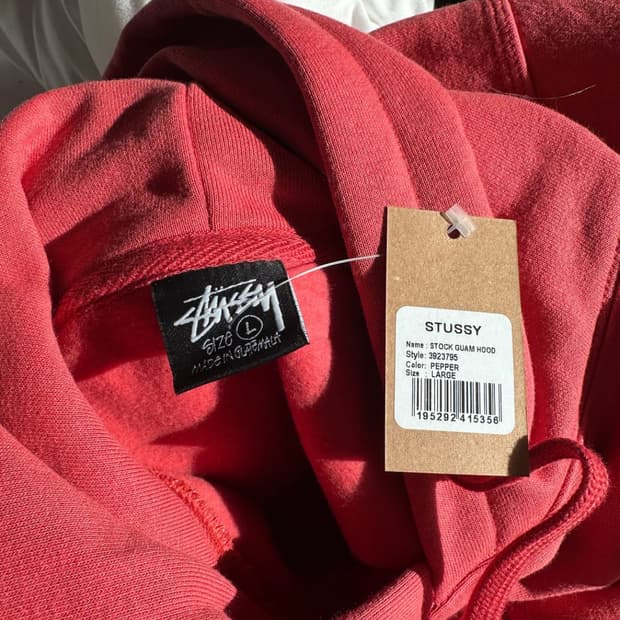 STÜSSY
SIZE L
MADE IN GUATEMALA
STUSSY
Name : STOCK GUAM HOOD
Style: 3923795
Color: PEPPER
Size : LARGE
195292 415356